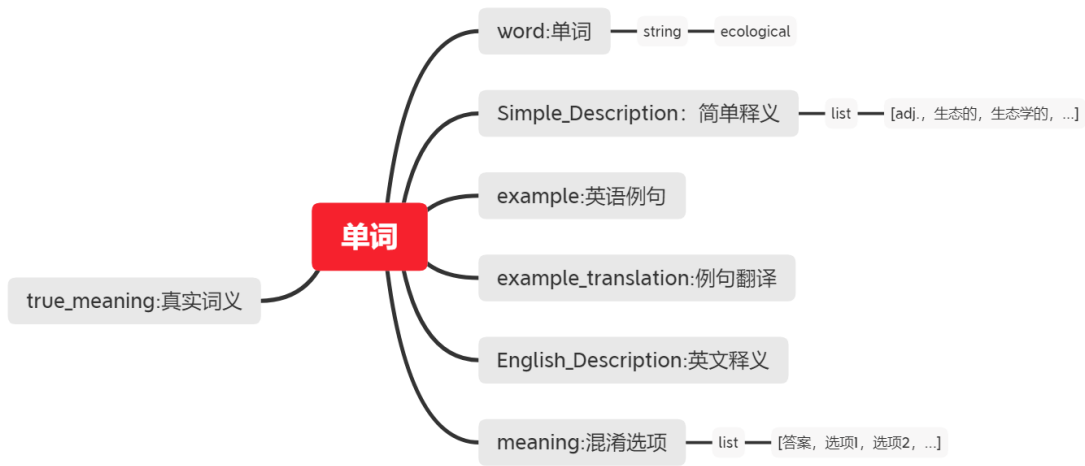 word:单词
string
ecological
Simple_Description：简单释义
list
[adj.，生态的，生态学的，...]
example:英语例句
单词
example_translation:例句翻译
true_meaning:真实词义
English_Description:英文释义
meaning:混淆选项
list
[答案，选项1，选项2，...]